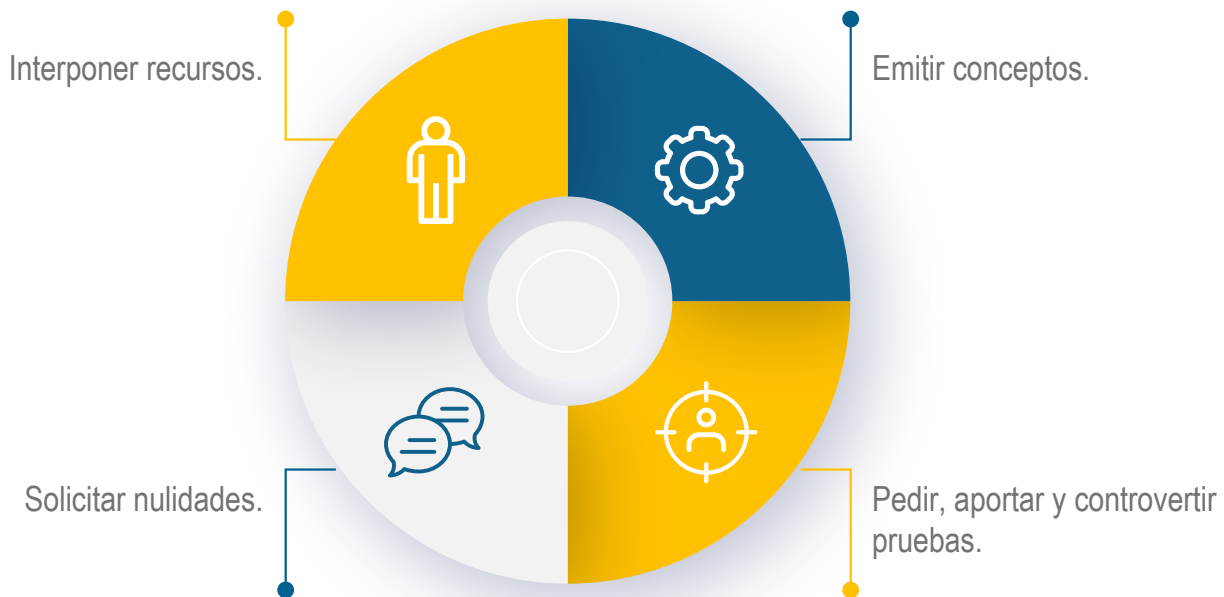 Interponer recursos.
Emitir conceptos.
Solicitar nulidades.
Pedir, aportar y controvertir
pruebas.